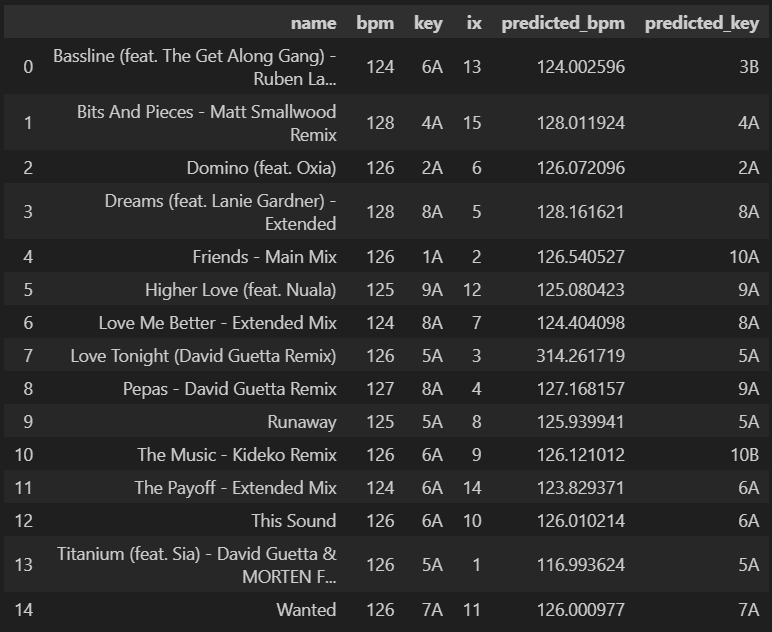 name bpm key ix predicted_bpm predicted_key
0 Bassline (feat. The Get Along Gang) - Ruben La... 124 6A 13 124.002596 3B
1 Bits And Pieces - Matt Smallwood Remix 128 4A 15 128.011924 4A
2 Domino (feat. Oxia) 126 2A 6 126.072096 2A
3 Dreams (feat. Lanie Gardner) - Extended 128 8A 5 128.161621 8A
4 Friends - Main Mix 126 1A 2 126.540527 10A
5 Higher Love (feat. Nuala) 125 9A 12 125.080423 9A
6 Love Me Better - Extended Mix 124 8A 7 124.404098 8A
7 Love Tonight (David Guetta Remix) 126 5A 3 314.261719 5A
8 Pepas - David Guetta Remix 127 8A 4 127.168157 9A
9 Runaway 125 5A 8 125.939941 5A
10 The Music - Kideko Remix 126 6A 9 126.121012 10B
11 The Payoff - Extended Mix 124 6A 14 123.829371 6A
12 This Sound 126 6A 10 126.010214 6A
13 Titanium (feat. Sia) - David Guetta & MORTEN F... 126 5A 1 116.993624 5A
14 Wanted 126 7A 11 126.000977 7A